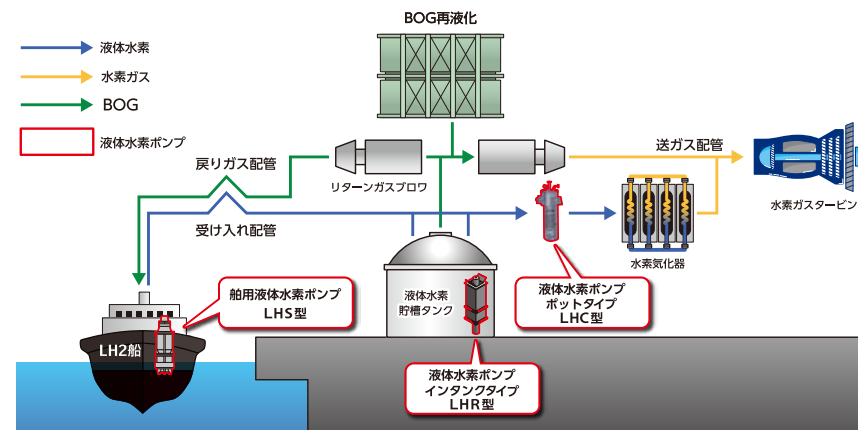 BOG再液化
液体水素
水素ガス
BOG
液体水素ポンプ
戻りガス配管
リターンガスブロワ
送ガス配管
水素ガスタービン
受け入れ配管
水素気化器
舶用液体水素ポンプ
LHS型
液体水素
貯槽タンク
液体水素ポンプ
ポットタイプ
LHC型
LH2船
液体水素ポンプ
インタンクタイプ
LHR型